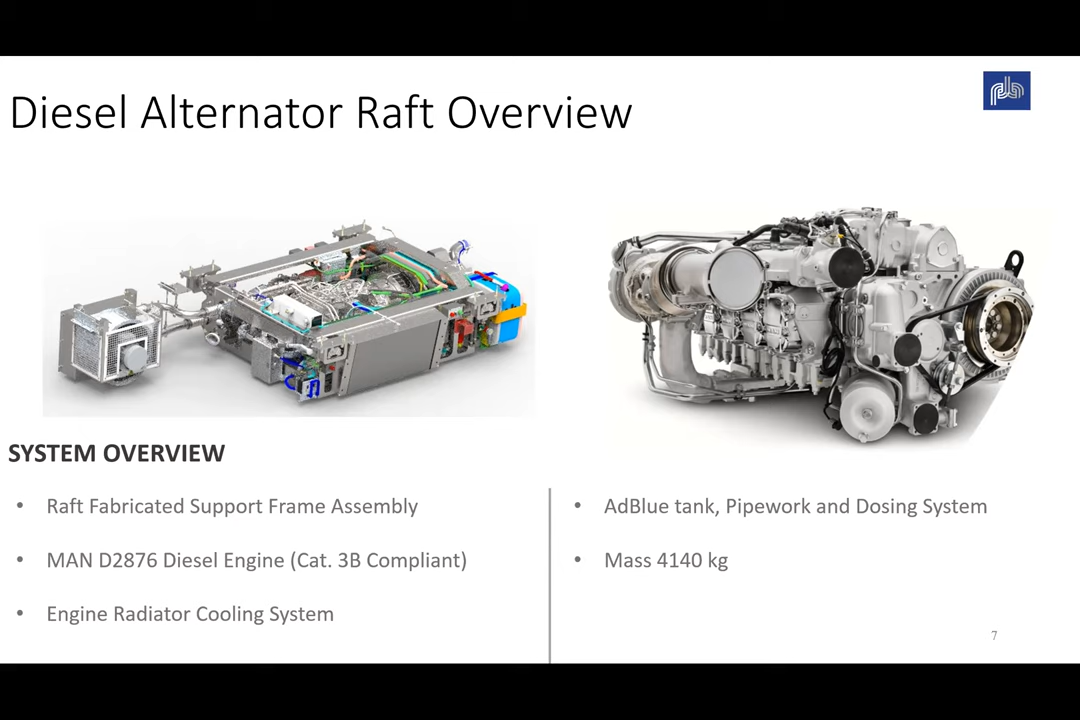 Diesel Alternator Raft Overview
SYSTEM OVERVIEW
• Raft Fabricated Support Frame Assembly
• MAN D2876 Diesel Engine (Cat. 3B Compliant)
• Engine Radiator Cooling System
• AdBlue tank, Pipework and Dosing System
• Mass 4140 kg
7